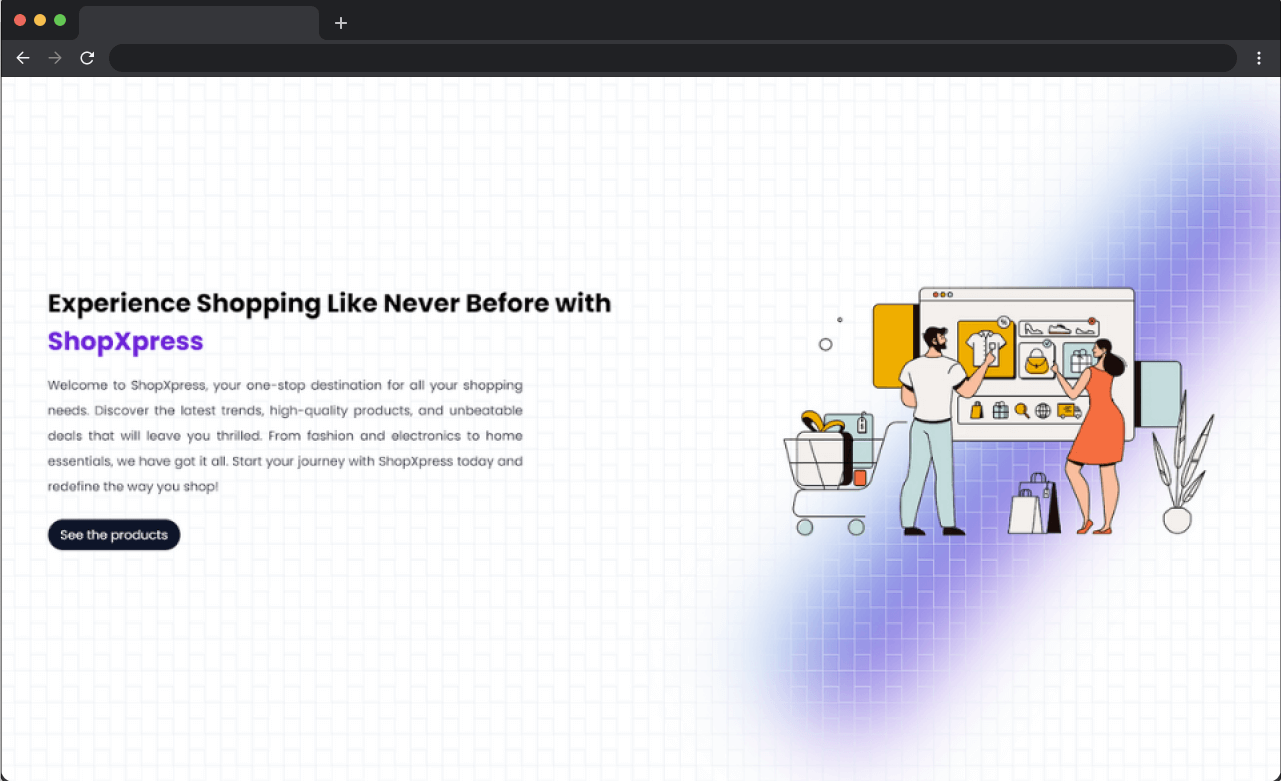 Experience Shopping Like Never Before with
ShopXpress
Welcome to ShopXpress, your one-stop destination for all your shopping
needs. Discover the latest trends, high-quality products, and unbeatable
deals that will leave you thrilled. From fashion and electronics to home
essentials, we have got it all. Start your journey with ShopXpress today and
redefine the way you shop!
See the products